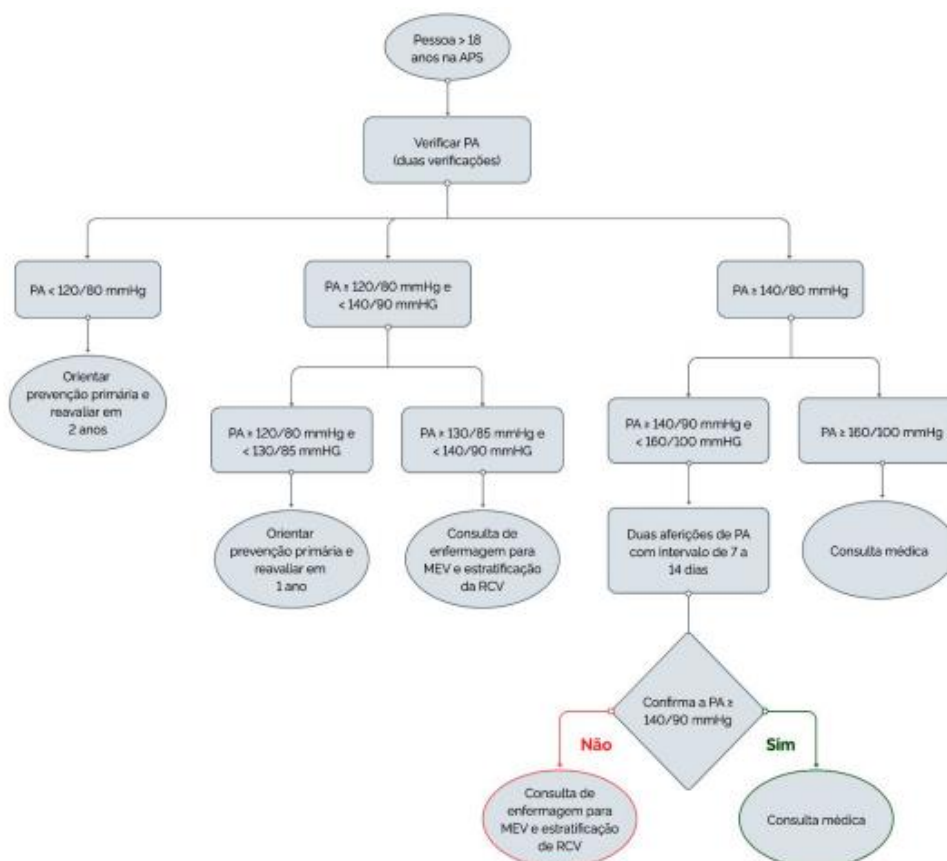 Pessoa > 18
anos na APS
Verificar PA
(duas verificações)
PA < 120/80 mmHg
PA ≥ 120/80 mmHg e
< 140/90 mmHG
PA ≥ 140/80 mmHg
Orientar
prevenção primária e
reavaliar em
2 anos
PA ≥ 120/80 mmHg e
< 130/85 mmHG
PA ≥ 130/85 mmHg e
< 140/90 mmHG
PA ≥ 140/90 mmHg e
< 160/100 mmHG
PA ≥ 160/100 mmHg
Orientar
prevenção primária e
reavaliar em
1 ano
Consulta de
enfermagem para
MEV e estratificação
da RCV
Duas aferições de PA
com intervalo de 7 a
14 dias
Consulta médica
Confirma a PA ≥
140/90 mmHg
Não
Sim
Consulta de
enfermagem para
MEV e estratificação
de RCV
Consulta médica